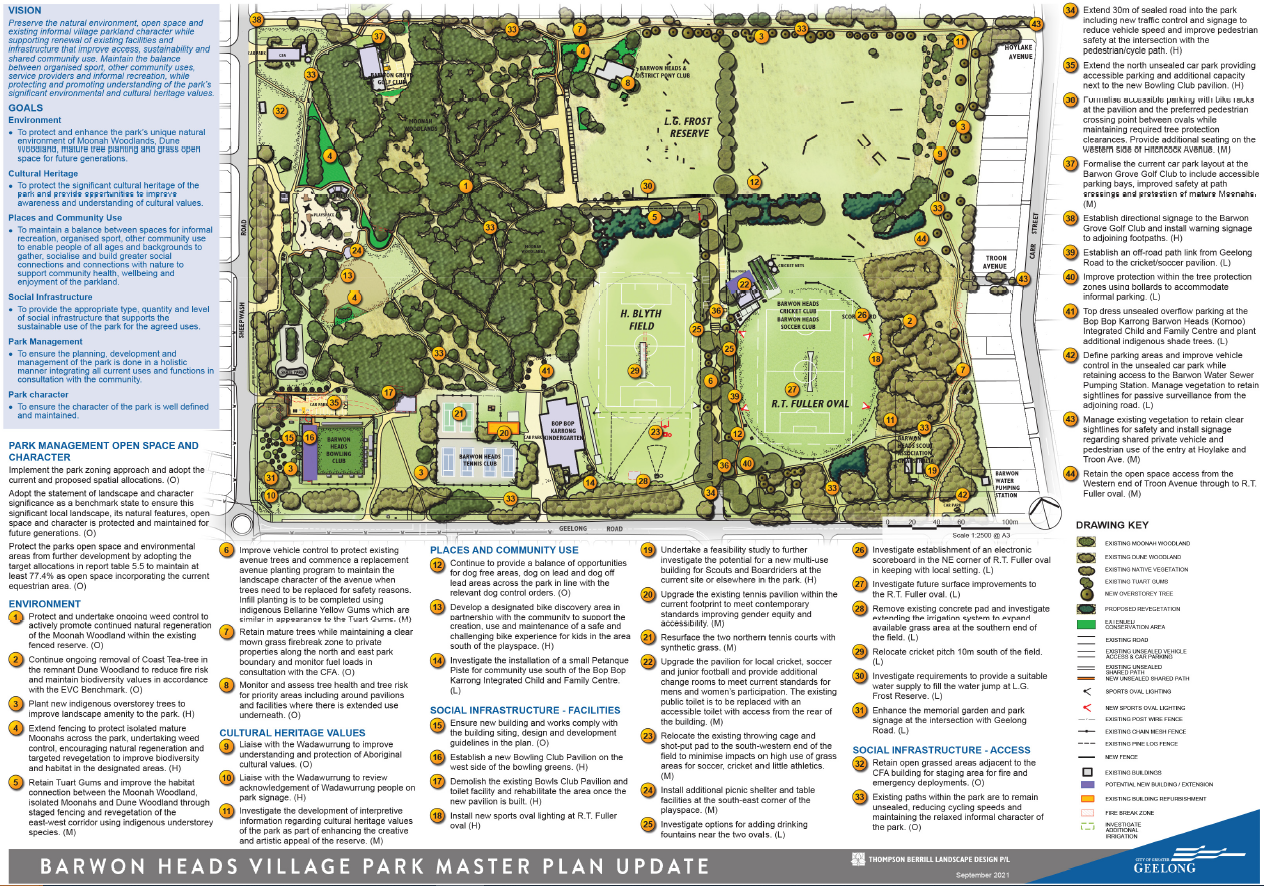 VISION
Preserve the natural environment, open space and
existing informal village parkland character while
supporting renewal of existing facilities and
infrastructure that improve access, sustainability and
shared community use. Maintain the balance
between organised sport, other community uses,
service providers and informal recreation, while
protecting and promoting understanding of the park's
significant environmental and cultural heritage values.
GOALS
Environment
• To protect and enhance the park's unique natural
environment of Moonah Woodlands, Dune
Woodland, mature tree planting and grass open
space for future generations.
Cultural Heritage
• To protect the significant cultural heritage of the
park and provide opportunities to improve
awareness and understanding of cultural values.
Places and Community Use
• To maintain a balance between spaces for informal
recreation, organised sport, other community use
to enable people of all ages and backgrounds to
gather, socialise and build greater social
connections and connections with nature to
support community health, wellbeing and
enjoyment of the parkland.
Social Infrastructure
• To provide the appropriate type, quantity and level
of social infrastructure that supports the
sustainable use of the park for the agreed uses.
Park Management
• To ensure the planning, development and
management of the park is done in a holistic
manner integrating all current uses and functions in
consultation with the community.
Park character
• To ensure the character of the park is well defined
and maintained.
PARK MANAGEMENT OPEN SPACE AND
CHARACTER
Implement the park zoning approach and adopt the
current and proposed spatial allocations. (O)
Adopt the statement of landscape and character
significance as a benchmark state to ensure this
significant local landscape, its natural features, open
space and character is protected and maintained for
future generations. (O)
Protect the parks open space and environmental
areas from further development by adopting the
target allocations in report table 5.5 to maintain at
least 77.4% as open space incorporating the current
equestrian area. (O)
ENVIRONMENT
1 Protect and undertake ongoing weed control to
actively promote continued natural regeneration
of the Moonah Woodland within the existing
fenced reserve. (O)
2 Continue ongoing removal of Coast Tea-tree in
the remnant Dune Woodland to reduce fire risk
and maintain biodiversity values in accordance
with the EVC Benchmark. (O)
3 Plant new indigenous overstorey trees to
improve landscape amenity to the park. (H)
4 Extend fencing to protect isolated mature
Moonahs across the park, undertaking weed
control, encouraging natural regeneration and
targeted revegetation to improve biodiversity
and habitat in the designated areas. (H)
5 Retain Tuart Gums and improve the habitat
connection between the Moonah Woodland,
isolated Moonahs and Dune Woodland through
staged fencing and revegetation of the
east-west corridor using indigenous understorey
species. (M)
6 Improve vehicle control to protect existing
avenue trees and commence a replacement
avenue planting program to maintain the
landscape character of the avenue when
trees need to be replaced for safety reasons.
Infill planting is to be completed using
indigenous Bellarine Yellow Gums which are
similar in appearance to the Tuart Gums. (M)
7 Retain mature trees while maintaining a clear
mown grass firebreak zone to private
properties along the north and east park
boundary and monitor fuel loads in
consultation with the CFA. (O)
8 Monitor and assess tree health and tree risk
for priority areas including around pavilions
and where there is extended use
underneath. (O)
CULTURAL HERITAGE VALUES
9 Liaise with the Wadawurrung to improve
understanding and protection of Aboriginal
cultural values. (O)
10 Liaise with the Wadawurrung to review
acknowledgement of Wadawurrung people on
park signage. (H)
11 Investigate the development of interpretive
information regarding cultural heritage values
of the park as part of enhancing the creative
and artistic appeal of the reserve. (M)
PLACES AND COMMUNITY USE
12 Continue to provide a balance of opportunities
for dog free areas, dog on lead and dog off
lead areas across the park in line with the
relevant dog control orders. (O)
13 Develop a designated bike discovery area in
partnership with the community to support the
creation, use and maintenance of a safe and
challenging bike experience for kids in the area
south of the playspace. (H)
14 Investigate the installation of a small Petanque
Piste for community use south of the Bop Bop
Karrong Integrated Child and Family Centre.
(L)
SOCIAL INFRASTRUCTURE - FACILITIES
15 Ensure new building and works comply with
the building siting, design and development
guidelines in the plan. (O)
16 Establish a new Bowling Club Pavilion on the
west side of the bowling greens. (H)
17 Demolish the existing Bowls Club Pavilion and
toilet facility and rehabilitate the area once the
new pavilion is built. (H)
18 Install new sports oval lighting at R.T. Fuller
oval (H)
19 Undertake a feasibility study to further
investigate the potential for a new multi-use
building for Scouts and Boardriders at the
current site or elsewhere in the park. (H)
20 Upgrade the existing tennis pavilion within the
current footprint to meet contemporary
standards improving gender equity and
accessibility. (M)
21 Resurface the two northern tennis courts with
synthetic grass. (M)
22 Upgrade the pavilion for local cricket, soccer
and junior football and provide additional
change rooms to meet current standards for
mens and women's participation. The existing
public toilet is to be replaced with an
accessible toilet with access from the rear of
the building. (M)
23 Relocate the existing throwing cage and
shot-put pad to the south-western end of the
field to minimise impacts on high use of grass
areas for soccer, cricket and little athletics.
(M)
24 Install additional picnic shelter and table
facilities at the south-east corner of the
playspace. (M)
25 Investigate options for adding drinking
fountains near the two ovals. (L)
26 Investigate establishment of an electronic
scoreboard in the NE corner of R.T. Fuller oval
in keeping with local setting. (L)
27 Investigate future surface improvements to
the R.T. Fuller oval. (L)
28 Remove existing concrete pad and investigate
extending the irrigation system to expand
available grass area at the southern end of
the field. (L)
29 Relocate cricket pitch 10m south of the field.
(L)
30 Investigate requirements to provide a suitable
water supply to fill the water jump at L.G.
Frost Reserve. (L)
31 Enhance the memorial garden and park
signage at the intersection with Geelong
Road. (L)
SOCIAL INFRASTRUCTURE - ACCESS
32 Retain open grassed areas adjacent to the
CFA building for staging area for fire and
emergency deployments. (O)
33 Existing paths within the park are to remain
unsealed, reducing cycling speeds and
maintaining the relaxed informal character of
the park. (O)
34 Extend 30m of sealed road into the park
including new traffic control and signage to
reduce vehicle speed and improve pedestrian
safety at the intersection with the
pedestrian/cycle path. (H)
35 Extend the north unsealed car park providing
accessible parking and additional capacity
next to the new Bowling Club pavilion. (H)
36 Formalise accessible parking with bike racks
at the pavilion and the preferred pedestrian
crossing point between ovals while
maintaining required tree protection
clearances. Provide additional seating on the
western side of Hitchcock Avenue. (M)
37 Formalise the current car park layout at the
Barwon Grove Golf Club to include accessible
parking bays, improved safety at path
crossings and protection of mature Moonahs.
(M)
38 Establish directional signage to the Barwon
Grove Golf Club and install warning signage
to adjoining footpaths. (H)
39 Establish an off-road path link from Geelong
Road to the cricket/soccer pavilion. (L)
40 Improve protection within the tree protection
zones using bollards to accommodate
informal parking. (L)
41 Top dress unsealed overflow parking at the
Bop Bop Karrong Barwon Heads (Kornoo)
Integrated Child and Family Centre and plant
additional indigenous shade trees. (L)
42 Define parking areas and improve vehicle
control in the unsealed car park while
retaining access to the Barwon Water Sewer
Pumping Station. Manage vegetation to retain
sightlines for passive surveillance from the
adjoining road. (L)
43 Manage existing vegetation to retain clear
sightlines for safety and install signage
regarding shared private vehicle and
pedestrian use of the entry at Hoylake and
Troon Ave. (M)
44 Retain the open space access from the
Western end of Troon Avenue through to R.T.
Fuller oval. (M)
DRAWING KEY
EXISTING MOONAH WOODLAND
EXISTING DUNE WOODLAND
EXISTING NATIVE VEGETATION
EXISTING TUART GUMS
NEW OVERSTOREY TREE
PROPOSED REVEGETATION
CONSERVATION AREA
EXISTING ROAD
EXISTING UNSEALED VEHICLE
ACCESS & CAR PARKING
EXISTING UNSEALED
SHARED PATH
NEW UNSEALED SHARED PATH
SPORTS OVAL LIGHTING
NEW SPORTS OVAL LIGHTING
EXISTING POST WIRE FENCE
EXISTING CHAIN MESH FENCE
EXISTING PINE LOG FENCE
NEW FENCE
EXISTING BUILDINGS
POTENTIAL NEW BUILDING / EXTENSION
EXISTING BUILDING REFURBISHMENT
FIRE BREAK ZONE
INVESTIGATE
ADDITIONAL
IRRIGATION
CFA
BARWON GROVE
GOLF CLUB
MOONAH
WOODLANDS
BARWON HEADS &
DISTRICT PONY CLUB
L.G. FROST
RESERVE
HOYLAKE
AVENUE
TROON
AVENUE
CARR STREET
SHEEPWASH ROAD
PLAYSPACE
CRICKET NETS
BARWON HEADS
CRICKET CLUB
BARWON HEADS
SOCCER CLUB
H. BLYTH
FIELD
R.T. FULLER OVAL
CAR PARK
BARWON
HEADS
BOWLING
CLUB
BARWON HEADS
TENNIS CLUB
CAR PARK
BOP BOP
KARRONG
KINDERGARTEN
BARWON
HEADS SCOUT
ASSOCIATION
BARWON
WATER
PUMPING
STATION
CAR PARK
GEELONG ROAD
0 20 40 60 100m
Scale 1:2500 @ A3
BARWON HEADS VILLAGE PARK MASTER PLAN UPDATE
THOMPSON BERRILL LANDSCAPE DESIGN P/L
September 2021
CITY OF GREATER
GEELONG